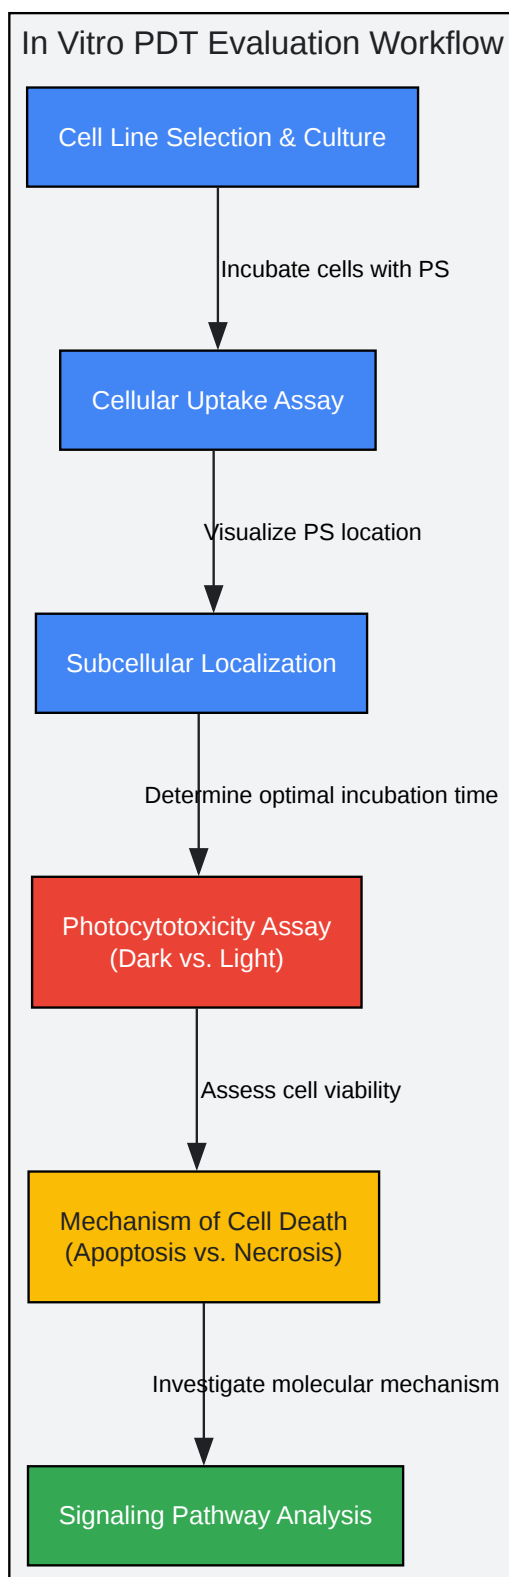 In Vitro PDT Evaluation Workflow
Cell Line Selection & Culture
Incubate cells with PS
Cellular Uptake Assay
Visualize PS location
Subcellular Localization
Determine optimal incubation time
Photocytotoxicity Assay
(Dark vs. Light)
Assess cell viability
Mechanism of Cell Death
(Apoptosis vs. Necrosis)
Investigate molecular mechanism
Signaling Pathway Analysis